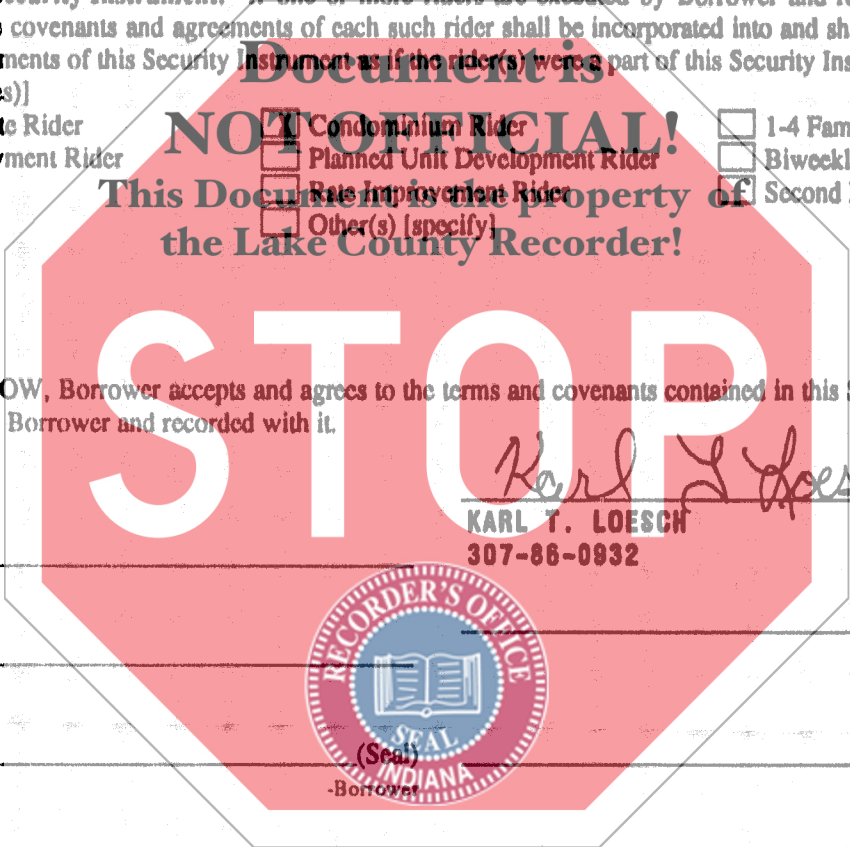 covenants and agreements of each such rider shall be incorporated into and sh
ments of this Security Instrument as if the rider(s) were a part of this Security Ins
s)]
Document is
NOT OFFICIAL!
This Document is the property of
the Lake County Recorder!
te Rider
Condominium Rider
1-4 Fam
yment Rider
Planned Unit Development Rider
Biweekl
Rate Improvement Rider
Second
Other(s) [specify]
STOP
OW, Borrower accepts and agrees to the terms and covenants contained in this S
Borrower and recorded with it.
Karl T Loes
KARL T. LOESCH
307-86-0932
RECORDER'S OFFICE
SEAL
INDIANA
(Seal)
-Borrower